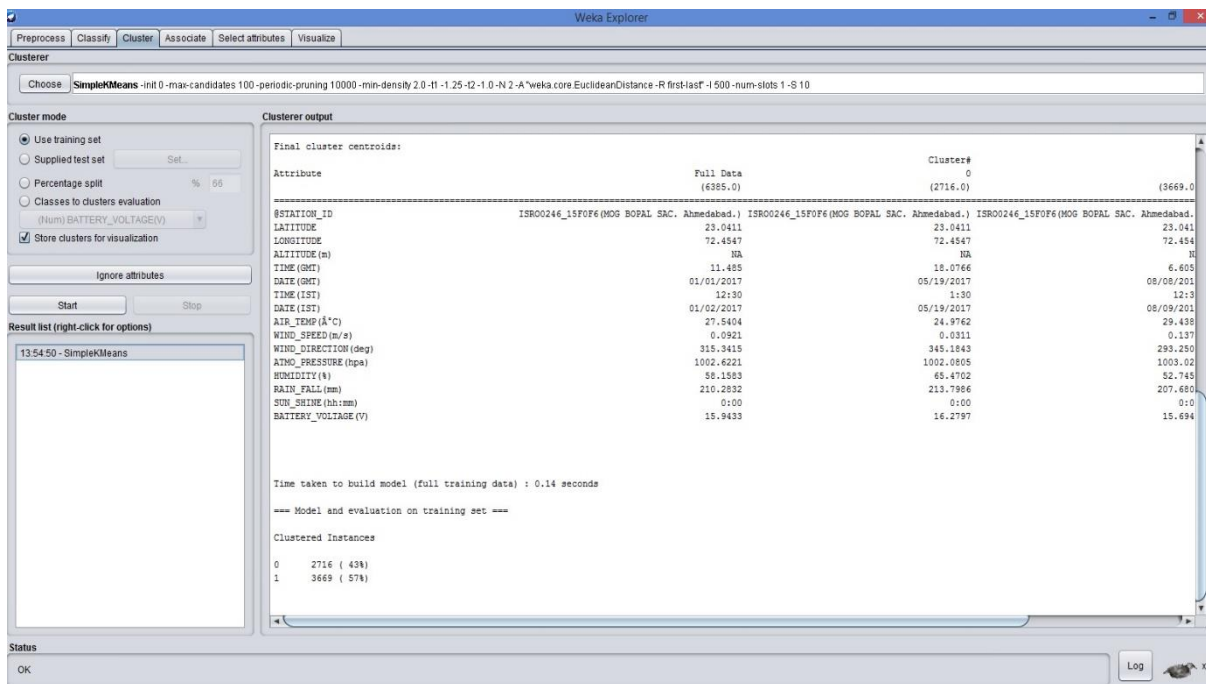 Weka Explorer
Preprocess Classify Cluster Associate Select attributes Visualize
Clusterer
Choose SimpleKMeans -init 0 -max-candidates 100 -periodic-pruning 10000 -min-density 2.0 -t1 -1.25 -t2 -1.0 -N 2 -A "weka.core.EuclideanDistance -R first-last" -I 500 -num-slots 1 -S 10
Cluster mode
Use training set
Supplied test set Set...
Percentage split % 66
Classes to clusters evaluation
(Num) BATTERY_VOLTAGE(V)
Store clusters for visualization
Ignore attributes
Start Stop
Result list (right-click for options)
13:54:50 - SimpleKMeans
Clusterer output
Final cluster centroids:
Cluster#
Attribute Full Data 0
(6385.0) (2716.0) (3669.0
@STATION_ID ISRO0246_15F0F6(MOG BOPAL SAC. Ahmedabad.) ISRO0246_15F0F6(MOG BOPAL SAC. Ahmedabad.) ISRO0246_15F0F6(MOG BOPAL SAC. Ahmedabad.
LATITUDE 23.0411 23.0411 23.041
LONGITUDE 72.4547 72.4547 72.454
ALTITUDE(m) NA NA N
TIME(GMT) 11.485 18.0766 6.605
DATE(GMT) 01/01/2017 05/19/2017 08/08/201
TIME(IST) 12:30 1:30 12:3
DATE(IST) 01/02/2017 05/19/2017 08/09/201
AIR_TEMP(Å°C) 27.5404 24.9762 29.438
WIND_SPEED(m/s) 0.0921 0.0311 0.137
WIND_DIRECTION(deg) 315.3415 345.1843 293.250
ATMO_PRESSURE(hpa) 1002.6221 1002.0805 1003.02
HUMIDITY(%) 58.1583 65.4702 52.745
RAIN_FALL(mm) 210.2832 213.7986 207.680
SUN_SHINE(hh:mm) 0:00 0:00 0:0
BATTERY_VOLTAGE(V) 15.9433 16.2797 15.694
Time taken to build model (full training data) : 0.14 seconds
=== Model and evaluation on training set ===
Clustered Instances
0 2716 ( 43%)
1 3669 ( 57%)
Status
OK
Log
x